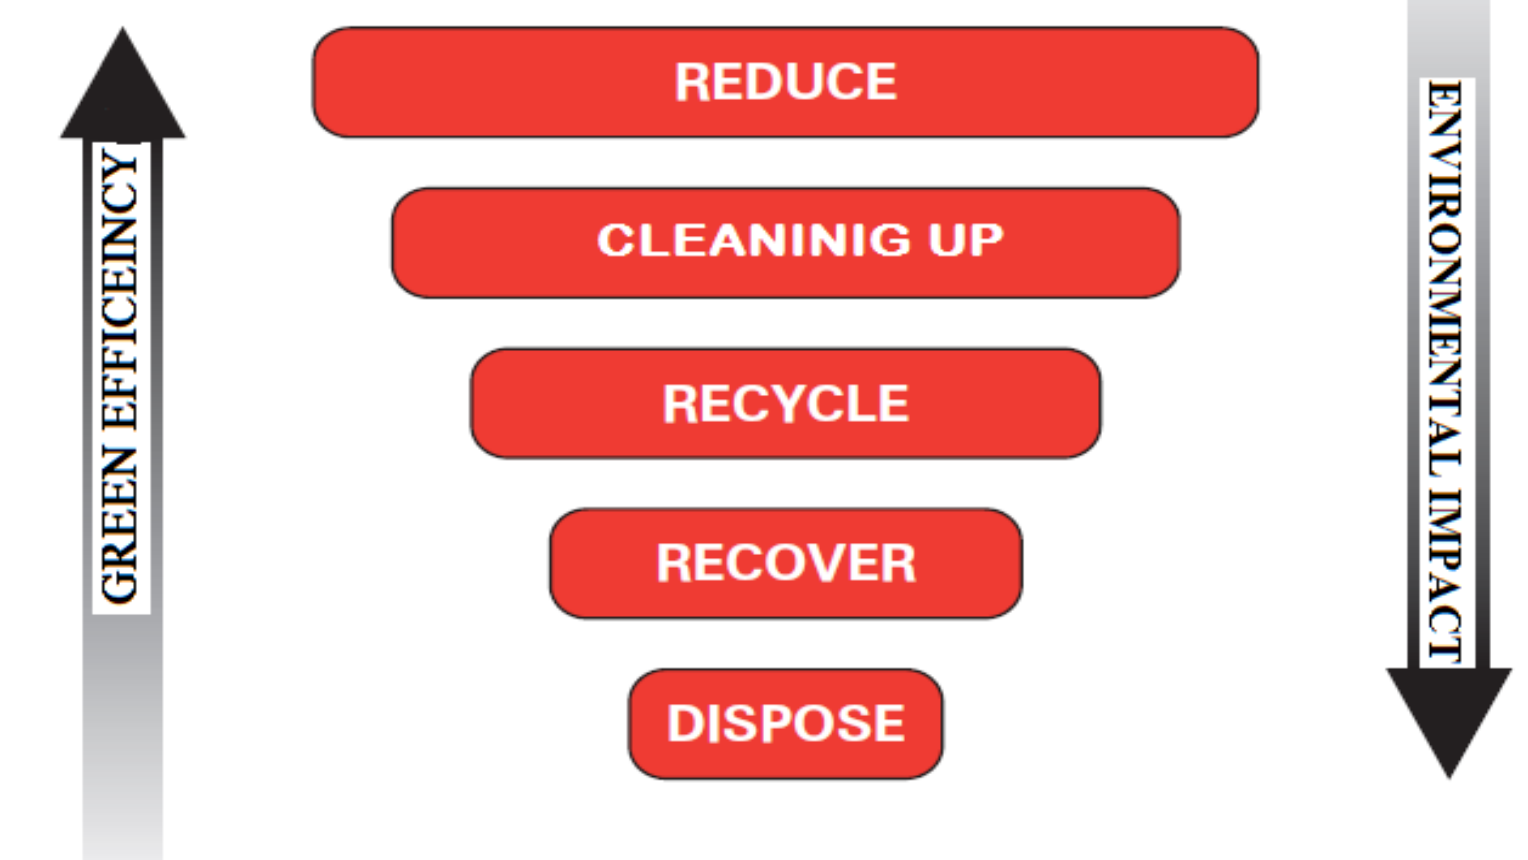 REDUCE
CLEANINIG UP
RECYCLE
RECOVER
DISPOSE
GREEN EFFICEINCY
ENVIRONMENTAL IMPACT